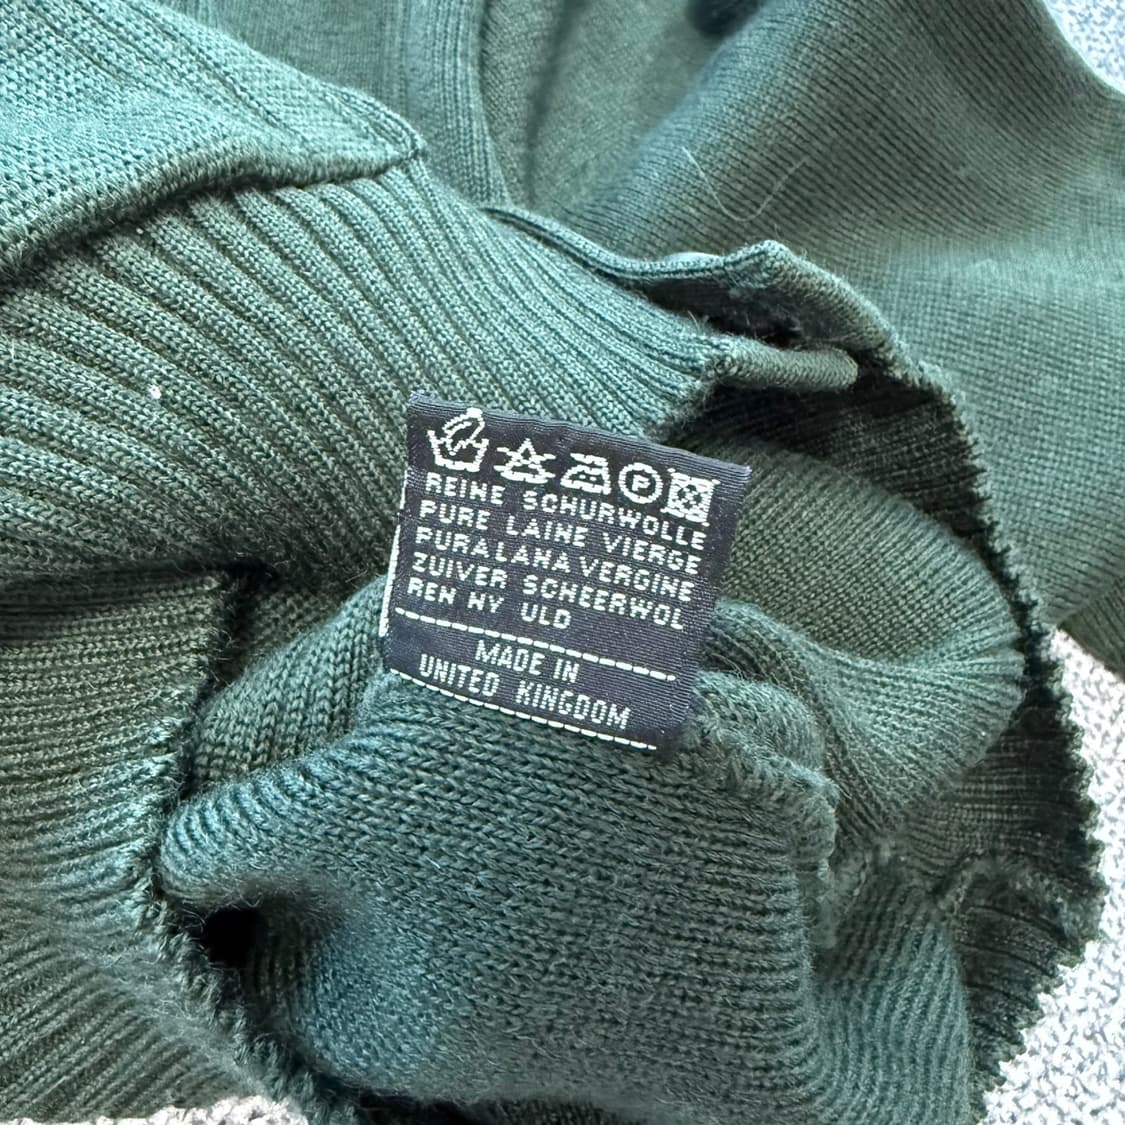 P
REINE SCHURWOLLE
PURE LAINE VIERGE
PURA LANA VERGINE
ZUIVER SCHEERWOL
REN NY ULD
MADE IN
UNITED KINGDOM